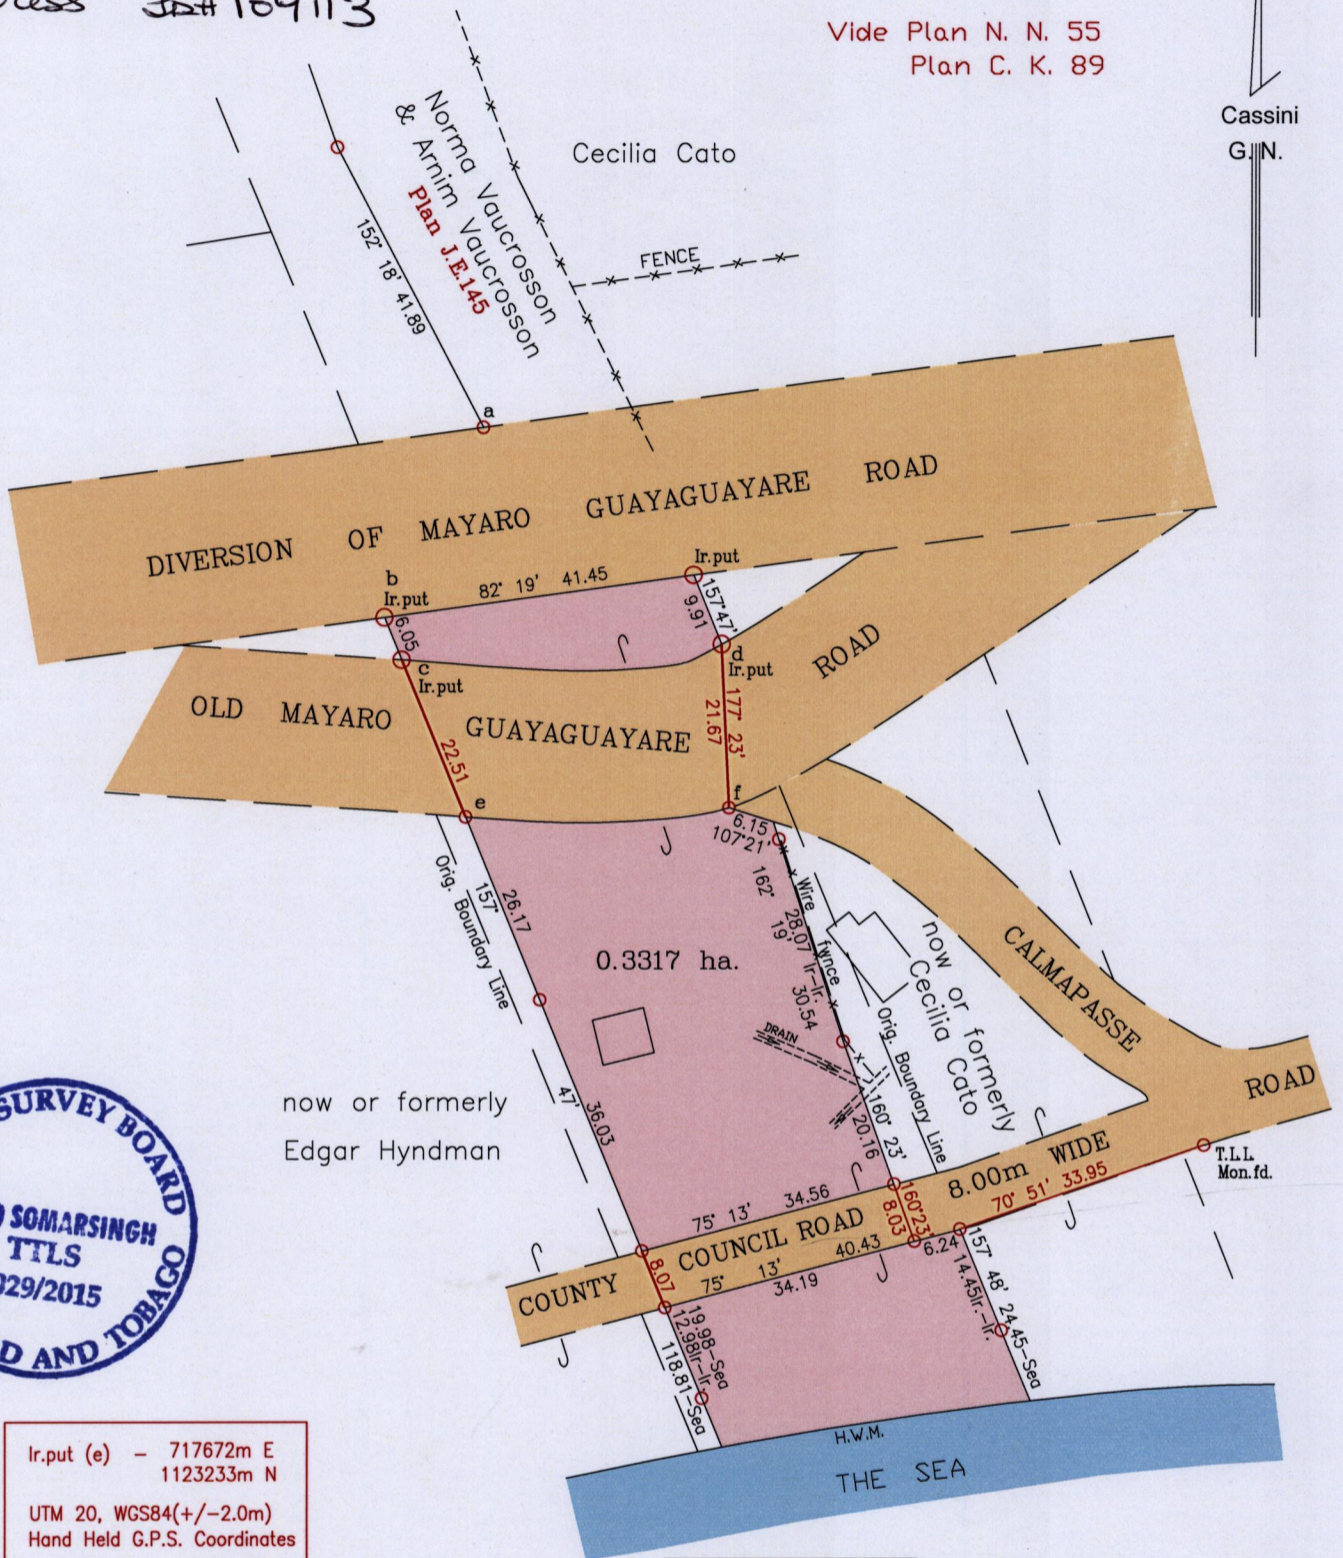 169113
Vide Plan N. N. 55
Plan C. K. 89
Cassini
G. N.
Norma Vaucrosson
& Arnim Vaucrosson
Plan J.E.145
Cecilia Cato
152° 18' 41.89
FENCE
a
DIVERSION OF MAYARO GUAYAGUAYARE ROAD
b
Ir.put
82° 19' 41.45
Ir.put
6.05
157°47'
9.91
c
Ir.put
d
Ir.put
OLD MAYARO GUAYAGUAYARE ROAD
22.51
177° 23'
21.67
e
f
6.15
107°21'
Orig. Boundary Line
157°
26.17
162° 19'
28.07 Ir-Ir.
30.54
Wire fwnce
0.3317 ha.
now or formerly
Cecilia Cato
CALMAPASSE ROAD
DRAIN
Orig. Boundary Line
47'
36.03
160° 23'
20.16
now or formerly
Edgar Hyndman
SURVEY BOARD
SOMARSINGH
TTLS
029/2015
D AND TOBAGO
75° 13' 34.56
160°23'
8.03
8.00m WIDE
70° 51' 33.95
T.L.L
Mon.fd.
COUNTY COUNCIL ROAD
8.07
75° 13' 40.43
34.19
6.24
157° 48' 24.45-Sea
14.45Ir.-Ir.
19.98-Sea
12.98Ir-Ir.
118.81-Sea
H.W.M.
THE SEA
Ir.put (e) - 717672m E
1123233m N
UTM 20, WGS84(+/-2.0m)
Hand Held G.P.S. Coordinates